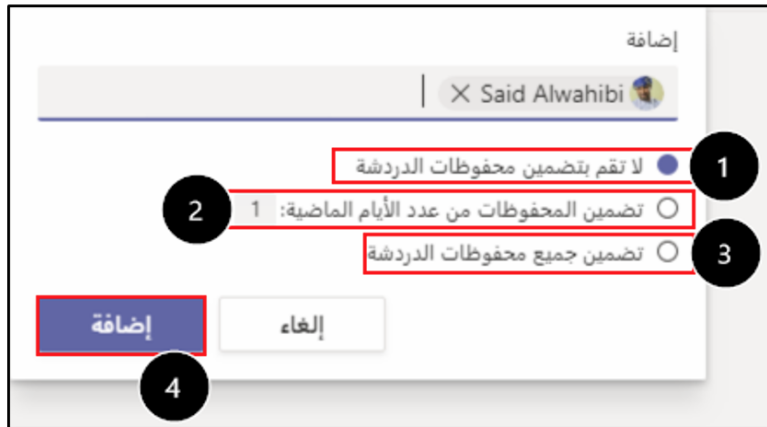 إضافة
Said Alwahibi
لا تقم بتضمين محفوظات الدردشة 1
تضمين المحفوظات من عدد الأيام الماضية: 1 2
تضمين جميع محفوظات الدردشة 3
إلغاء إضافة
4